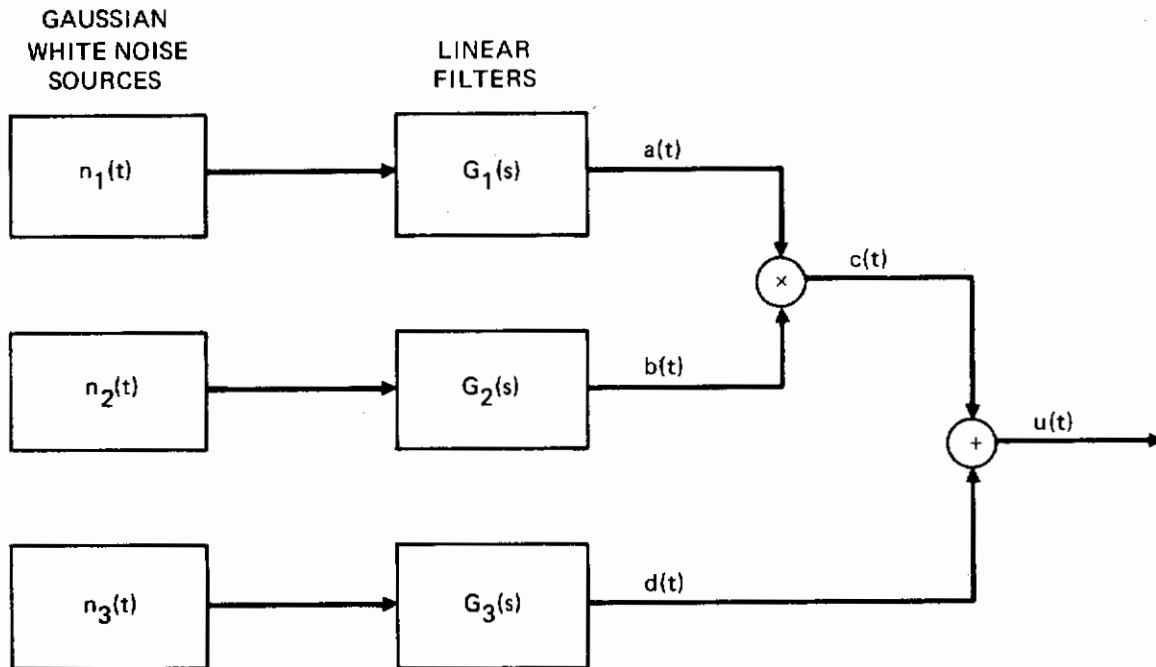 GAUSSIAN
WHITE NOISE
SOURCES
LINEAR
FILTERS
n₁(t)
G₁(s)
a(t)
×
c(t)
n₂(t)
G₂(s)
b(t)
+
u(t)
n₃(t)
G₃(s)
d(t)